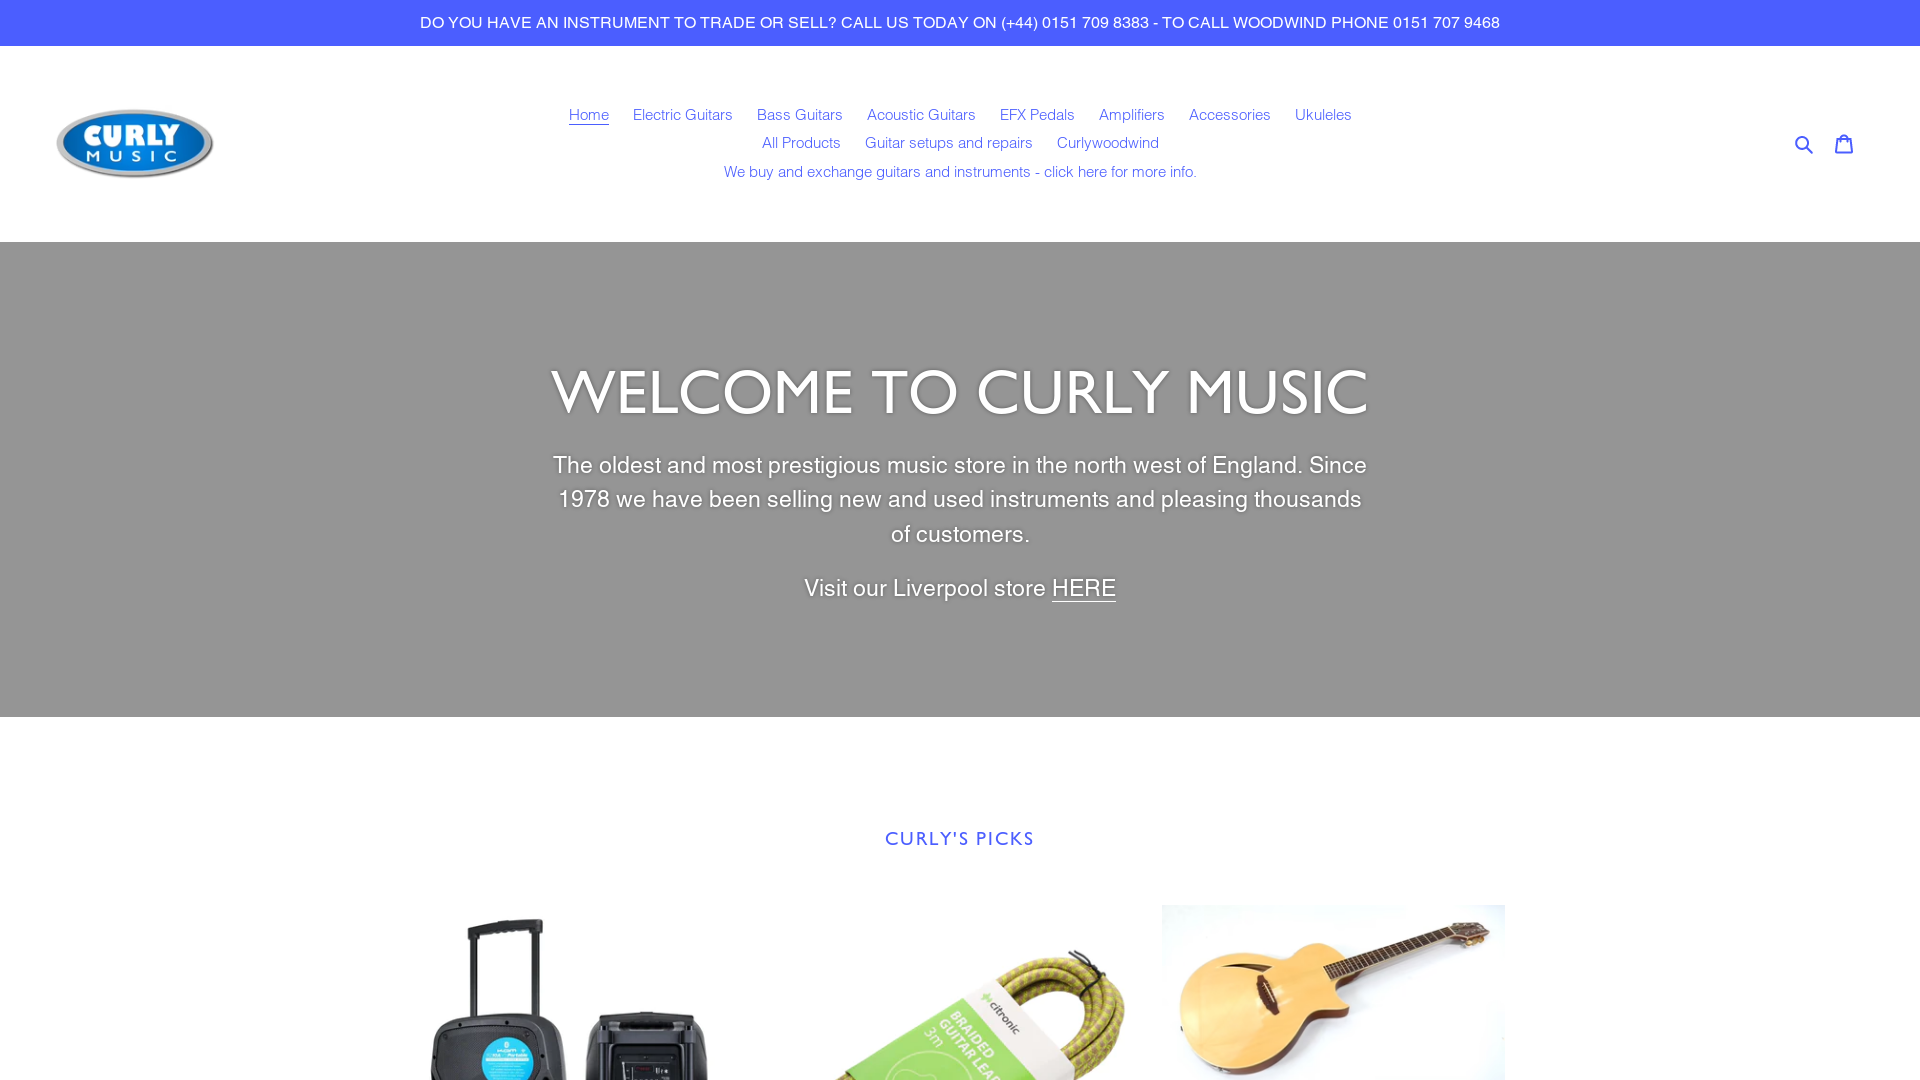 DO YOU HAVE AN INSTRUMENT TO TRADE OR SELL? CALL US TODAY ON (+44) 0151 709 8383 - TO CALL WOODWIND PHONE 0151 707 9468
CURLY
MUSIC
Home Electric Guitars Bass Guitars Acoustic Guitars EFX Pedals Amplifiers Accessories Ukuleles
All Products Guitar setups and repairs Curlywoodwind
We buy and exchange guitars and instruments - click here for more info.
WELCOME TO CURLY MUSIC
The oldest and most prestigious music store in the north west of England. Since
1978 we have been selling new and used instruments and pleasing thousands
of customers.
Visit our Liverpool store HERE
CURLY'S PICKS
citronic
BRAIDED
GUITAR LEAD
3m